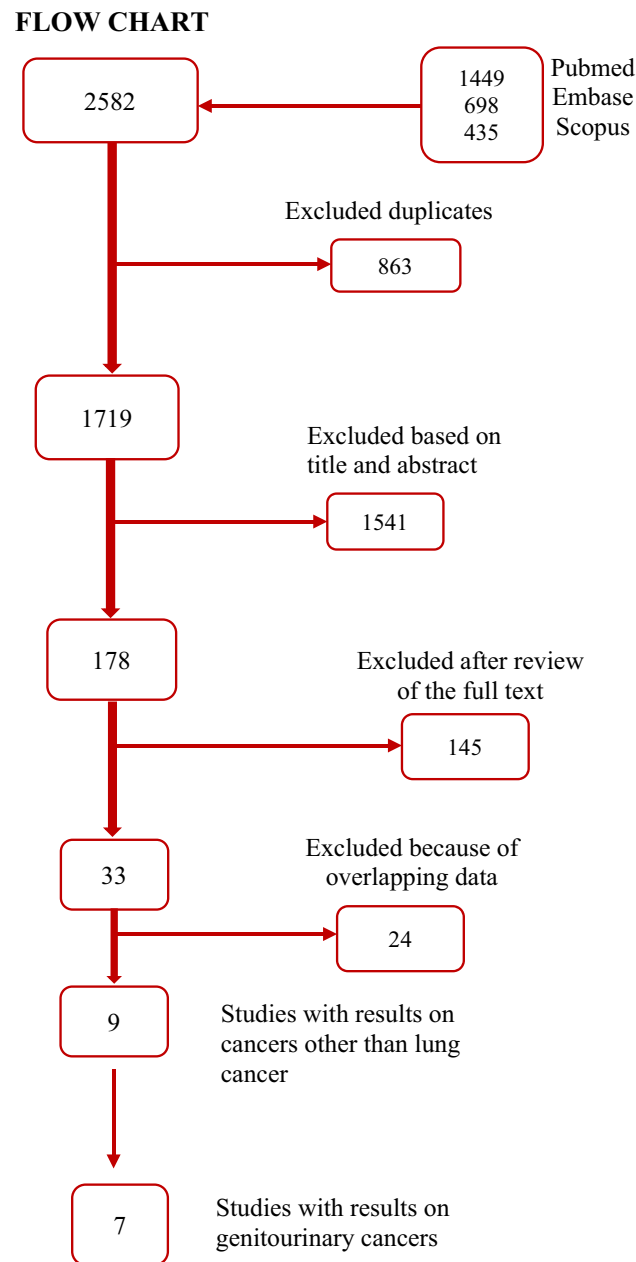 FLOW CHART
2582
1449
698
435
Pubmed
Embase
Scopus
Excluded duplicates
863
1719
Excluded based on
title and abstract
1541
178
Excluded after review
of the full text
145
33
Excluded because of
overlapping data
24
9
Studies with results on
cancers other than lung
cancer
7
Studies with results on
genitourinary cancers